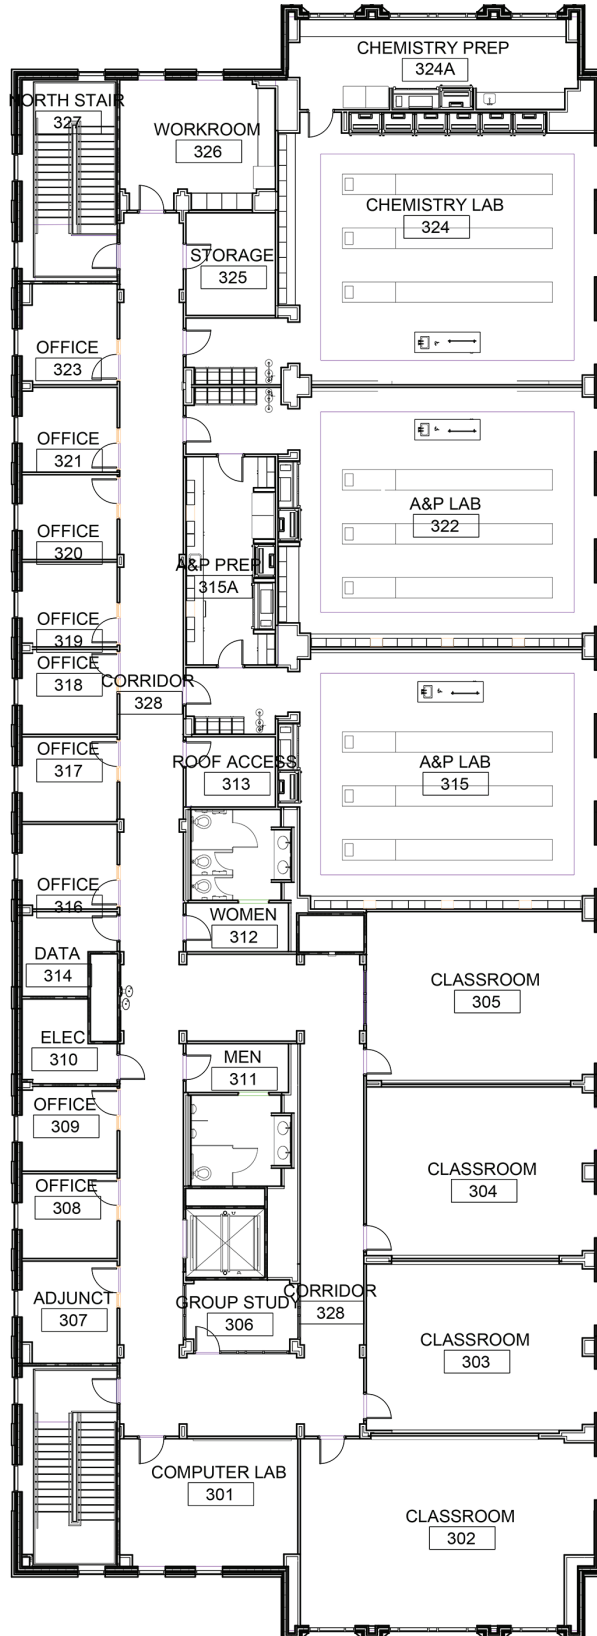 CHEMISTRY PREP
324A
NORTH STAIR
327
WORKROOM
326
CHEMISTRY LAB
324
STORAGE
325
OFFICE
323
OFFICE
321
A&P LAB
322
OFFICE
320
A&P PREP
315A
OFFICE
319
OFFICE
318
CORRIDOR
328
OFFICE
317
ROOF ACCESS
313
A&P LAB
315
OFFICE
316
WOMEN
312
DATA
314
CLASSROOM
305
ELEC
310
MEN
311
OFFICE
309
CLASSROOM
304
OFFICE
308
ADJUNCT
307
GROUP STUDY
306
CORRIDOR
328
CLASSROOM
303
COMPUTER LAB
301
CLASSROOM
302